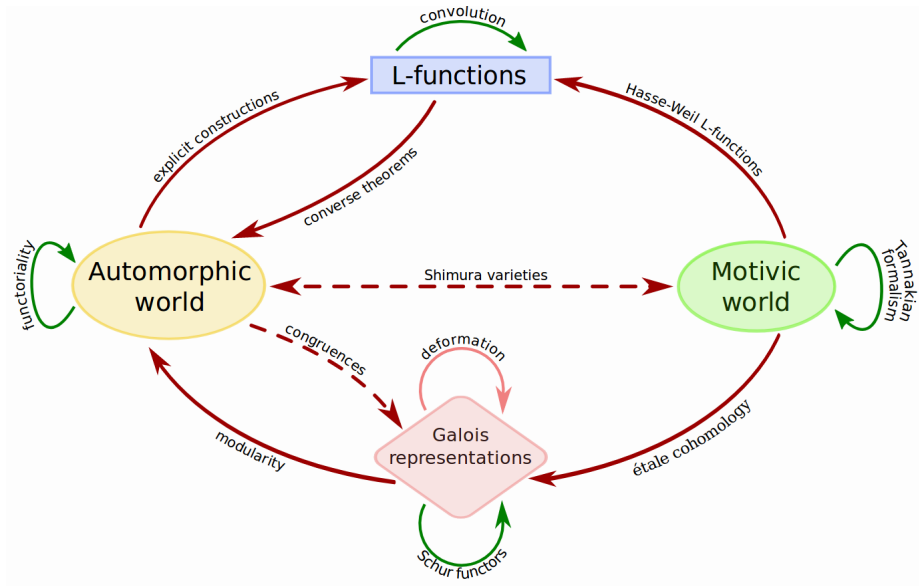 convolution
L-functions
explicit constructions
Hasse-Weil L-functions
converse theorems
functoriality
Automorphic
world
Shimura varieties
Motivic
world
Tannakian
formalism
congruences
deformation
Galois
representations
modularity
étale cohomology
Schur functors